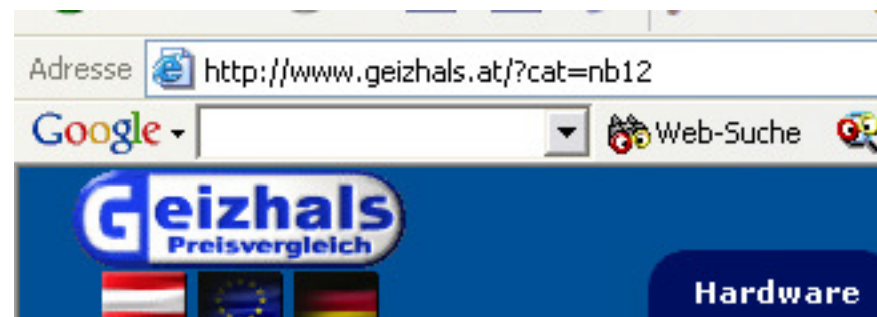 Adresse http://www.geizhals.at/?cat=nb12
Google Web-Suche
Geizhals
Preisvergleich
Hardware